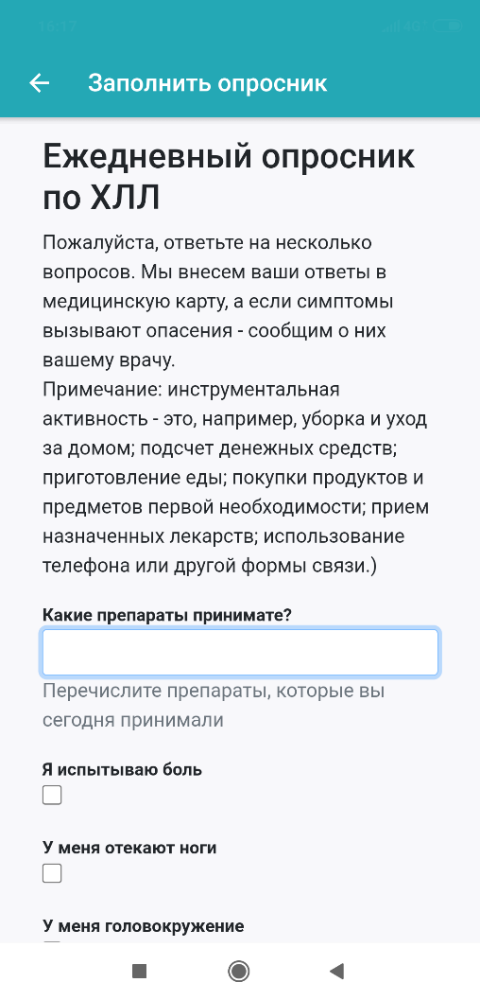 16:17
4G
Заполнить опросник
Ежедневный опросник
по ХЛЛ
Пожалуйста, ответьте на несколько
вопросов. Мы внесем ваши ответы в
медицинскую карту, а если симптомы
вызывают опасения - сообщим о них
вашему врачу.
Примечание: инструментальная
активность - это, например, уборка и уход
за домом; подсчет денежных средств;
приготовление еды; покупки продуктов и
предметов первой необходимости; прием
назначенных лекарств; использование
телефона или другой формы связи.)
Какие препараты принимате?
Перечислите препараты, которые вы
сегодня принимали
Я испытываю боль
У меня отекают ноги
У меня головокружение